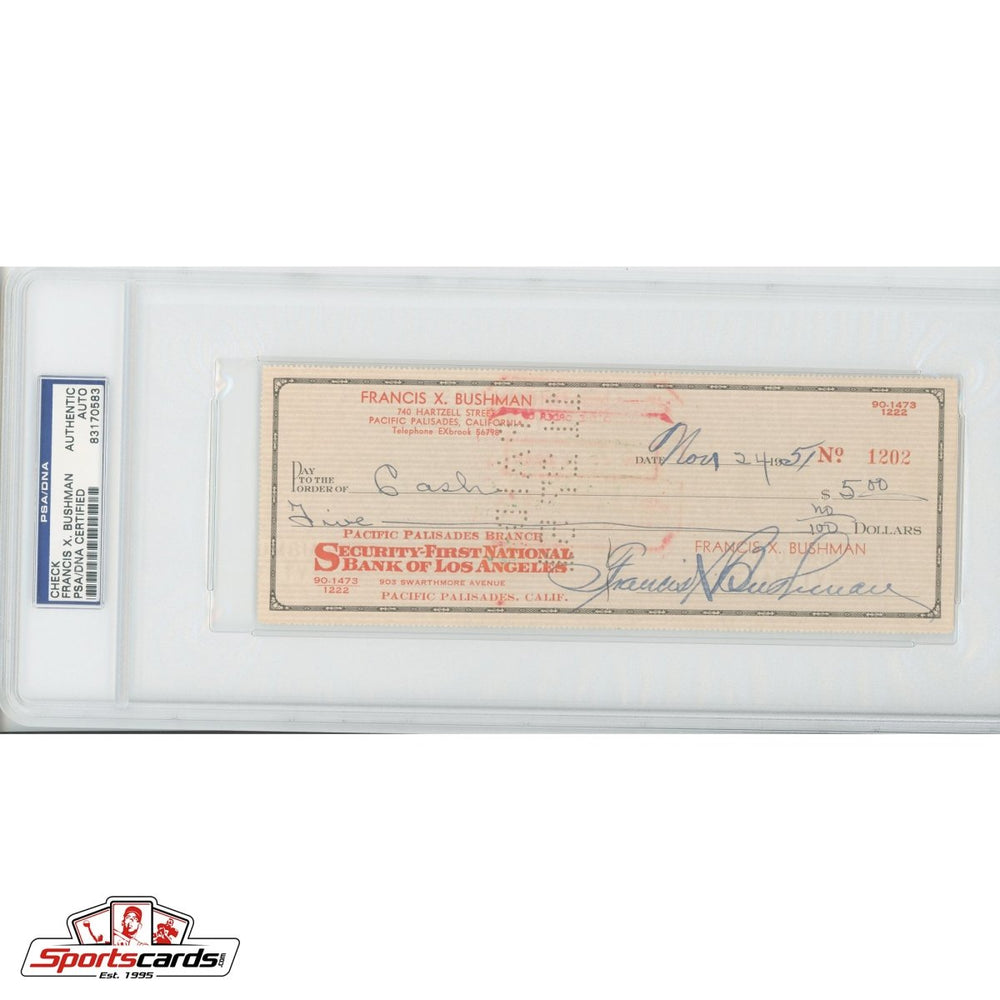 PSA/DNA
CHECK
FRANCIS X. BUSHMAN
PSA/DNA CERTIFIED
AUTHENTIC
AUTO
83170583
FRANCIS X. BUSHMAN
740 HARTZELL STREET
PACIFIC PALISADES, CALIFORNIA
Telephone EXbrook 56798
90-1473
1222
DATE Nov 24 1951 Nº 1202
PAY
TO THE
ORDER OF Cash $ 5.00
Five no/100 DOLLARS
PACIFIC PALISADES BRANCH
SECURITY-FIRST NATIONAL
BANK OF LOS ANGELES
90-1473
1222
903 SWARTHMORE AVENUE
PACIFIC PALISADES, CALIF.
FRANCIS X. BUSHMAN
Francis X Bushman
Sportscards.com
Est. 1995